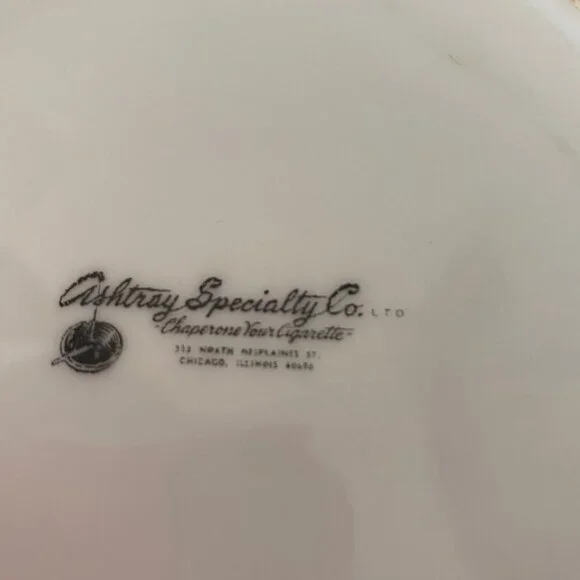 Ashtray Specialty Co. LTD
"Chaperone Your Cigarette"
NORTH DESPLAINES ST.
CHICAGO, ILLINOIS